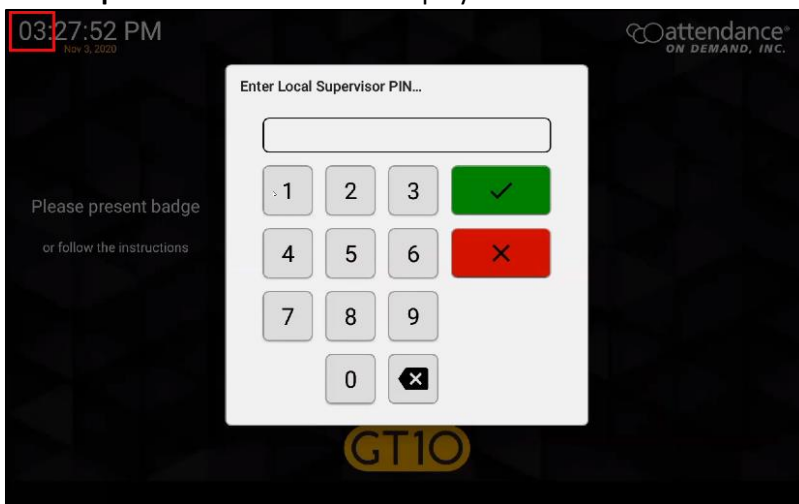 03:27:52 PM
Nov 3, 2020
attendance®
ON DEMAND, INC.
Enter Local Supervisor PIN...
1 2 3
Please present badge
or follow the instructions
4 5 6
7 8 9
0
GT10